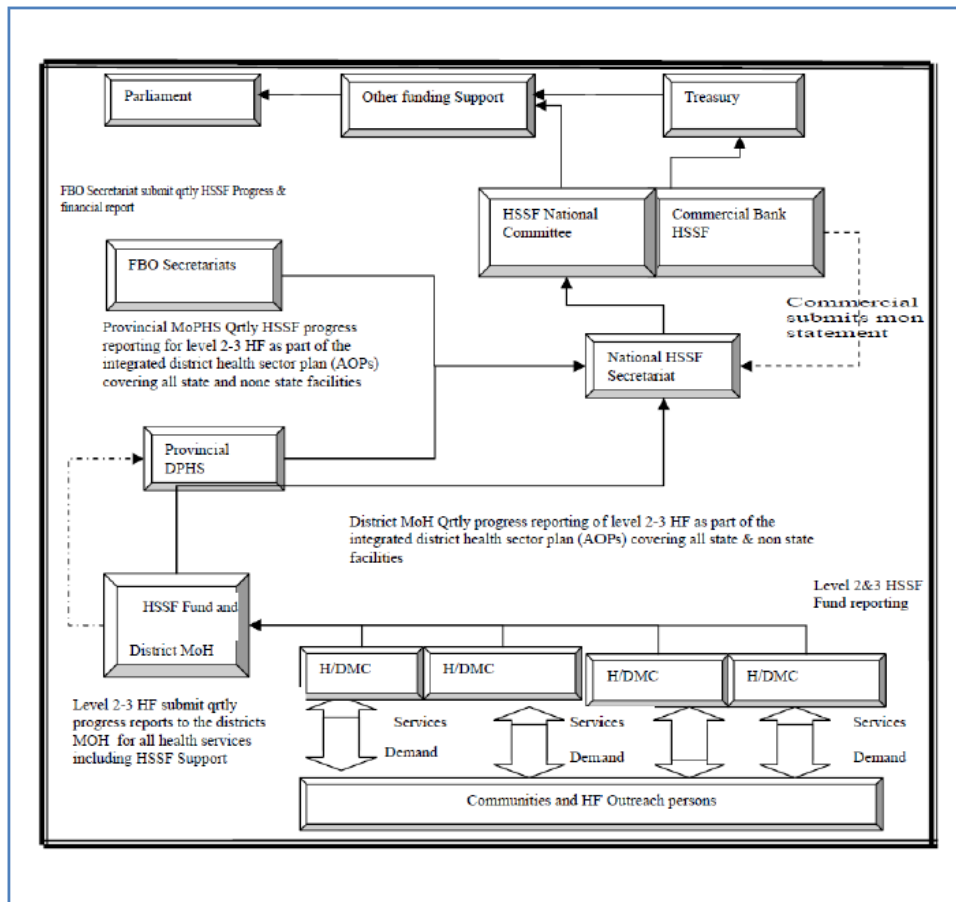 Parliament
Other funding Support
Treasury
FBO Secretariat submit qrtly HSSF Progress &
financial report
HSSF National
Committee
Commercial Bank
HSSF
FBO Secretariats
Commercial
submits mon
statement
Provincial MoPHS Qrtly HSSF progress
reporting for level 2-3 HF as part of the
integrated district health sector plan (AOPs)
covering all state and none state facilities
National HSSF
Secretariat
Provincial
DPHS
District MoH Qrtly progress reporting of level 2-3 HF as part of the
integrated district health sector plan (AOPs) covering all state & non state
facilities
Level 2&3 HSSF
Fund reporting
HSSF Fund and
District MoH
H/DMC
H/DMC
H/DMC
H/DMC
Level 2-3 HF submit qrtly
progress reports to the districts
MOH for all health services
including HSSF Support
Services
Services
Services
Demand
Demand
Demand
Communities and HF Outreach persons